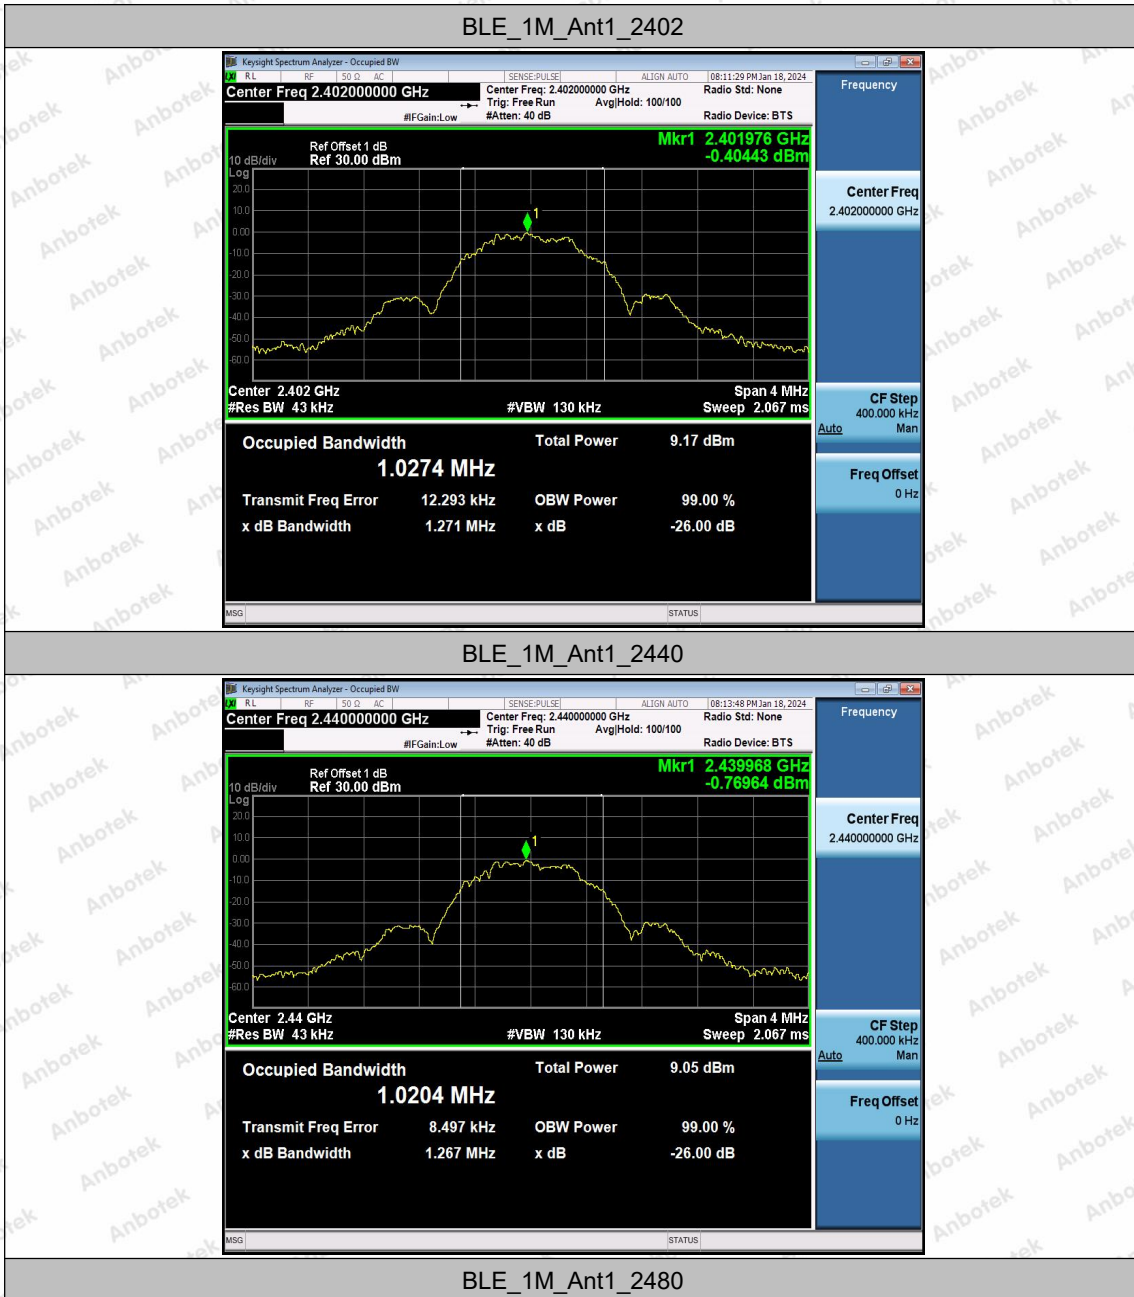 BLE_1M_Ant1_2402
Keysight Spectrum Analyzer - Occupied BW
LXI RL RF 50 Ω AC SENSE:PULSE ALIGN AUTO 08:11:29 PM Jan 18, 2024
Center Freq 2.402000000 GHz Center Freq: 2.402000000 GHz Radio Std: None Frequency
Trig: Free Run Avg|Hold: 100/100
#IFGain:Low #Atten: 40 dB Radio Device: BTS
Mkr1 2.401976 GHz
Ref Offset 1 dB
10 dB/div Ref 30.00 dBm -0.40443 dBm
Log
20.0
10.0
0.00
-10.0
-20.0
-30.0
-40.0
-50.0
-60.0
1
Center Freq
2.402000000 GHz
Center 2.402 GHz Span 4 MHz
#Res BW 43 kHz #VBW 130 kHz Sweep 2.067 ms
CF Step
400.000 kHz
Auto Man
Occupied Bandwidth Total Power 9.17 dBm
1.0274 MHz
Freq Offset
0 Hz
Transmit Freq Error 12.293 kHz OBW Power 99.00 %
x dB Bandwidth 1.271 MHz x dB -26.00 dB
MSG STATUS
BLE_1M_Ant1_2440
Keysight Spectrum Analyzer - Occupied BW
LXI RL RF 50 Ω AC SENSE:PULSE ALIGN AUTO 08:13:48 PM Jan 18, 2024
Center Freq 2.440000000 GHz Center Freq: 2.440000000 GHz Radio Std: None Frequency
Trig: Free Run Avg|Hold: 100/100
#IFGain:Low #Atten: 40 dB Radio Device: BTS
Mkr1 2.439968 GHz
Ref Offset 1 dB
10 dB/div Ref 30.00 dBm -0.76964 dBm
Log
20.0
10.0
0.00
-10.0
-20.0
-30.0
-40.0
-50.0
-60.0
1
Center Freq
2.440000000 GHz
Center 2.44 GHz Span 4 MHz
#Res BW 43 kHz #VBW 130 kHz Sweep 2.067 ms
CF Step
400.000 kHz
Auto Man
Occupied Bandwidth Total Power 9.05 dBm
1.0204 MHz
Freq Offset
0 Hz
Transmit Freq Error 8.497 kHz OBW Power 99.00 %
x dB Bandwidth 1.267 MHz x dB -26.00 dB
MSG STATUS
BLE_1M_Ant1_2480
Anbotek